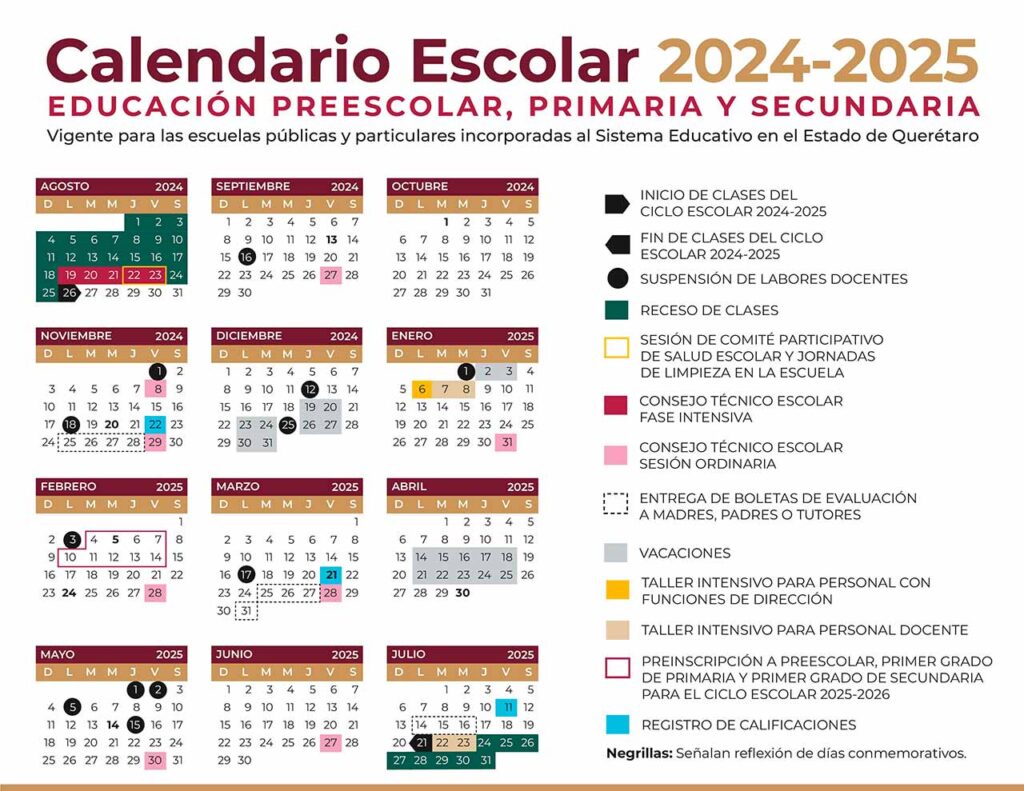 Calendario Escolar 2024-2025
EDUCACIÓN PREESCOLAR, PRIMARIA Y SECUNDARIA
Vigente para las escuelas públicas y particulares incorporadas al Sistema Educativo en el Estado de Querétaro
AGOSTO 2024
D L M M J V S
1 2 3
4 5 6 7 8 9 10
11 12 13 14 15 16 17
18 19 20 21 22 23 24
25 26 27 28 29 30 31
SEPTIEMBRE 2024
D L M M J V S
1 2 3 4 5 6 7
8 9 10 11 12 13 14
15 16 17 18 19 20 21
22 23 24 25 26 27 28
29 30
OCTUBRE 2024
D L M M J V S
1 2 3 4 5
6 7 8 9 10 11 12
13 14 15 16 17 18 19
20 21 22 23 24 25 26
27 28 29 30 31
NOVIEMBRE 2024
D L M M J V S
1 2
3 4 5 6 7 8 9
10 11 12 13 14 15 16
17 18 19 20 21 22 23
24 25 26 27 28 29 30
DICIEMBRE 2024
D L M M J V S
1 2 3 4 5 6 7
8 9 10 11 12 13 14
15 16 17 18 19 20 21
22 23 24 25 26 27 28
29 30 31
ENERO 2025
D L M M J V S
1 2 3 4
5 6 7 8 9 10 11
12 13 14 15 16 17 18
19 20 21 22 23 24 25
26 27 28 29 30 31
FEBRERO 2025
D L M M J V S
1
2 3 4 5 6 7 8
9 10 11 12 13 14 15
16 17 18 19 20 21 22
23 24 25 26 27 28
MARZO 2025
D L M M J V S
1
2 3 4 5 6 7 8
9 10 11 12 13 14 15
16 17 18 19 20 21 22
23 24 25 26 27 28 29
30 31
ABRIL 2025
D L M M J V S
1 2 3 4 5
6 7 8 9 10 11 12
13 14 15 16 17 18 19
20 21 22 23 24 25 26
27 28 29 30
MAYO 2025
D L M M J V S
1 2 3
4 5 6 7 8 9 10
11 12 13 14 15 16 17
18 19 20 21 22 23 24
25 26 27 28 29 30 31
JUNIO 2025
D L M M J V S
1 2 3 4 5 6 7
8 9 10 11 12 13 14
15 16 17 18 19 20 21
22 23 24 25 26 27 28
29 30
JULIO 2025
D L M M J V S
1 2 3 4 5
6 7 8 9 10 11 12
13 14 15 16 17 18 19
20 21 22 23 24 25 26
27 28 29 30 31
INICIO DE CLASES DEL
CICLO ESCOLAR 2024-2025
FIN DE CLASES DEL CICLO
ESCOLAR 2024-2025
SUSPENSIÓN DE LABORES DOCENTES
RECESO DE CLASES
SESIÓN DE COMITÉ PARTICIPATIVO
DE SALUD ESCOLAR Y JORNADAS
DE LIMPIEZA EN LA ESCUELA
CONSEJO TÉCNICO ESCOLAR
FASE INTENSIVA
CONSEJO TÉCNICO ESCOLAR
SESIÓN ORDINARIA
ENTREGA DE BOLETAS DE EVALUACIÓN
A MADRES, PADRES O TUTORES
VACACIONES
TALLER INTENSIVO PARA PERSONAL CON
FUNCIONES DE DIRECCIÓN
TALLER INTENSIVO PARA PERSONAL DOCENTE
PREINSCRIPCIÓN A PREESCOLAR, PRIMER GRADO
DE PRIMARIA Y PRIMER GRADO DE SECUNDARIA
PARA EL CICLO ESCOLAR 2025-2026
REGISTRO DE CALIFICACIONES
Negrillas: Señalan reflexión de días conmemorativos.